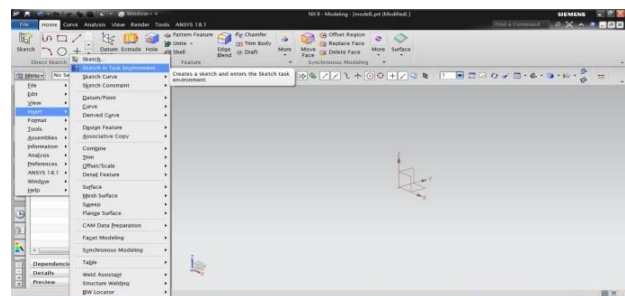 NX 9 - Modeling - [model1.prt (Modified) ]
SIEMENS
Window
File Home Curve Analysis View Render Tools ANSYS 18.1
Find a Command
Sketch
Direct Sketch
Datum Extrude Hole
Pattern Feature
Unite
Shell
Edge Blend
Chamfer
Trim Body
Draft
More
Feature
Move Face
Offset Region
Replace Face
Delete Face
More
Synchronous Modeling
Surface
Menu
No Se
File
Edit
View
Insert
Format
Tools
Assemblies
Information
Analysis
Preferences
ANSYS 18.1
Window
Help
Sketch...
Sketch in Task Environment...
Sketch Curve
Sketch Constraint
Datum/Point
Curve
Derived Curve
Design Feature
Associative Copy
Combine
Trim
Offset/Scale
Detail Feature
Surface
Mesh Surface
Sweep
Flange Surface
CAM Data Preparation
Facet Modeling
Synchronous Modeling
Table
Weld Assistant
Structure Welding
BW Locator
Creates a sketch and enters the Sketch task
environment.
Dependencies
Details
Preview